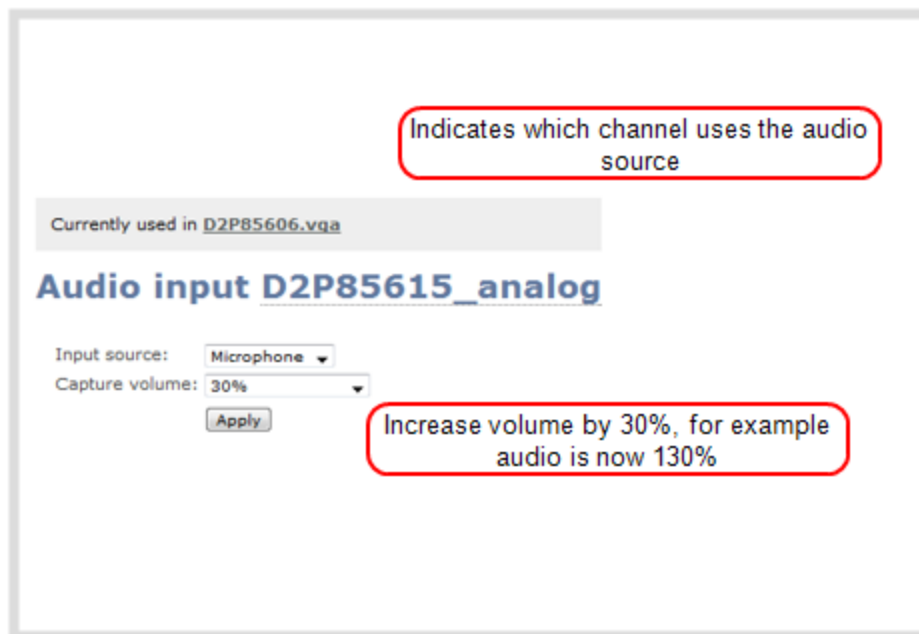 Indicates which channel uses the audio
source
Currently used in D2P85606.vga
Audio input D2P85615_analog
Input source: Microphone
Capture volume: 30%
Apply
Increase volume by 30%, for example
audio is now 130%